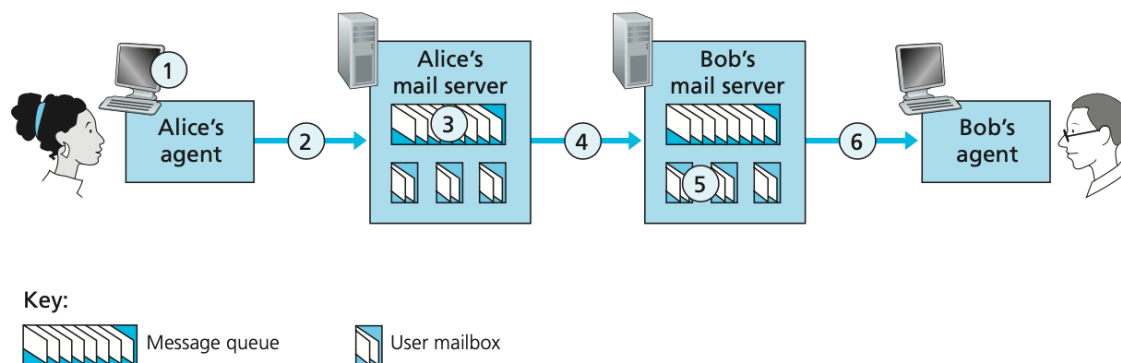 1
Alice's
agent
2
Alice's
mail server
3
4
Bob's
mail server
5
6
Bob's
agent
Key:
Message queue
User mailbox